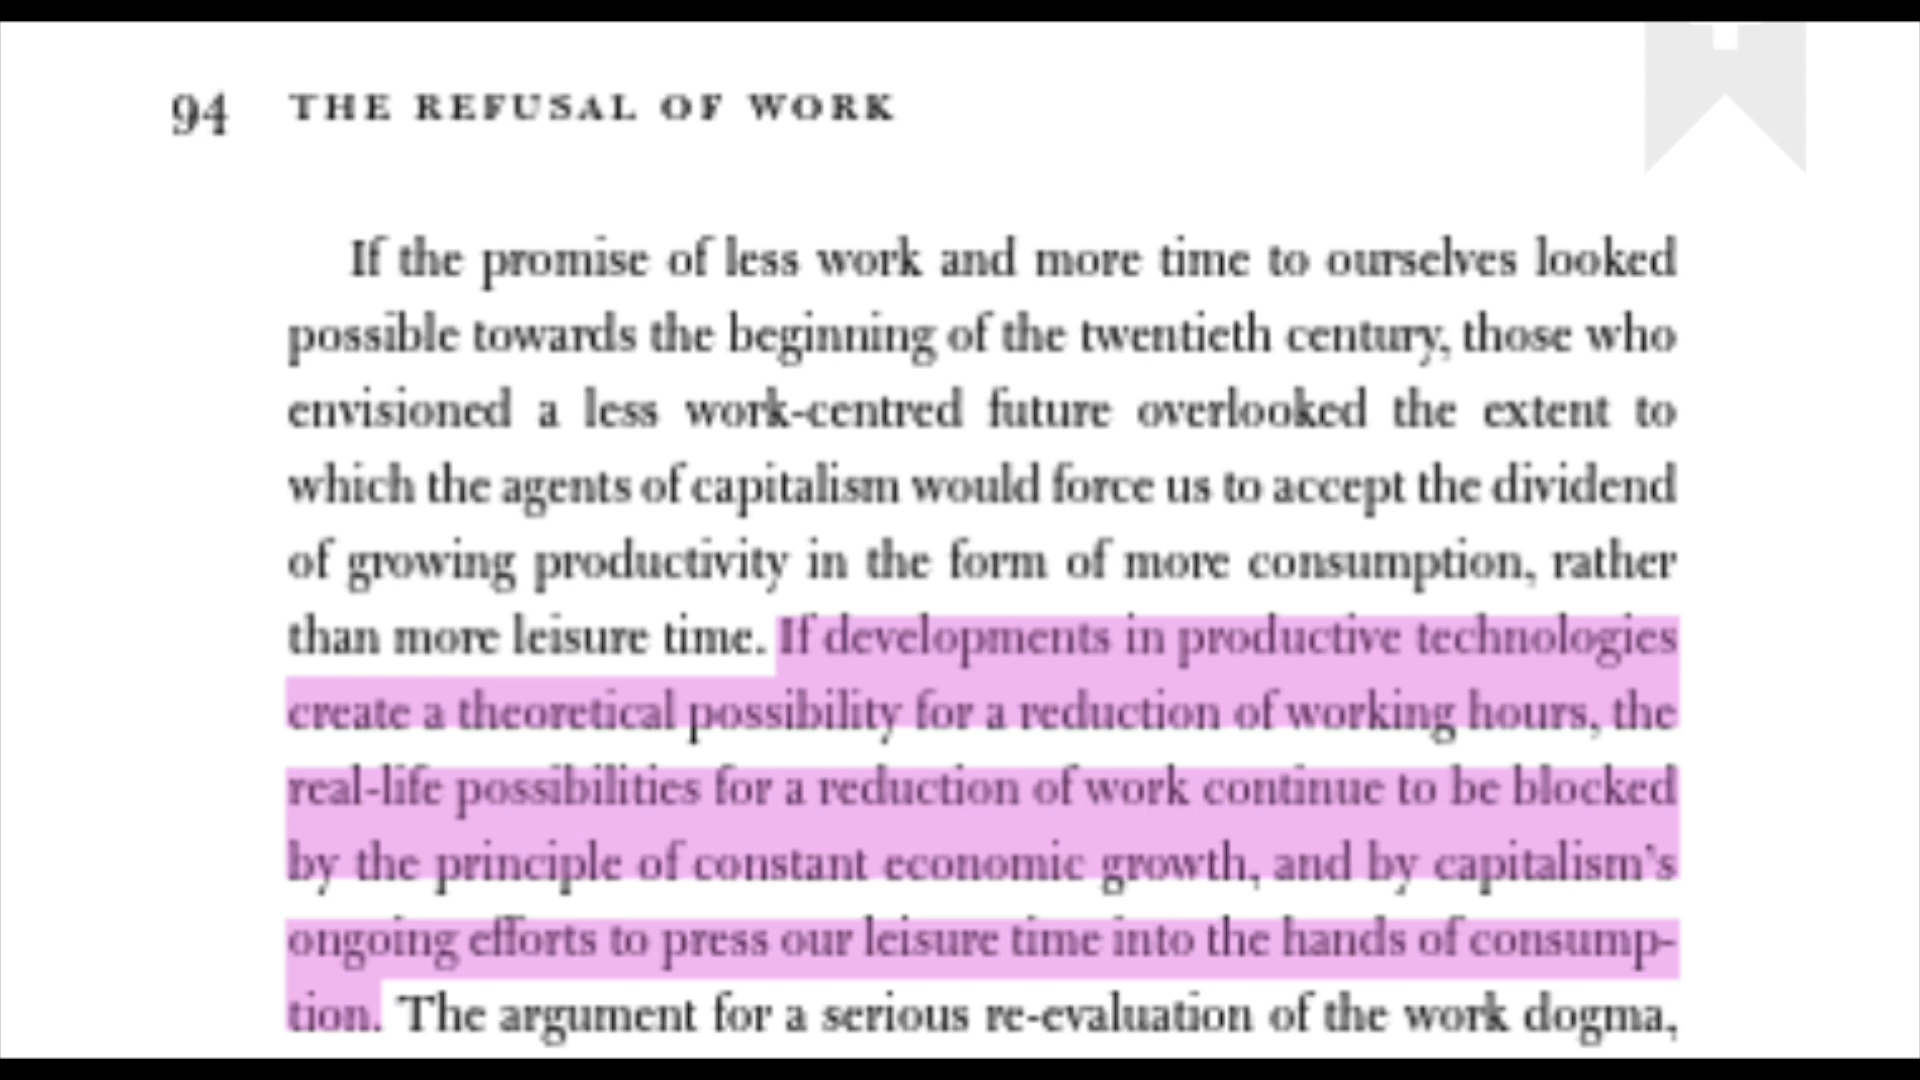 94 THE REFUSAL OF WORK
If the promise of less work and more time to ourselves looked
possible towards the beginning of the twentieth century, those who
envisioned a less work-centred future overlooked the extent to
which the agents of capitalism would force us to accept the dividend
of growing productivity in the form of more consumption, rather
than more leisure time. If developments in productive technologies
create a theoretical possibility for a reduction of working hours, the
real-life possibilities for a reduction of work continue to be blocked
by the principle of constant economic growth, and by capitalism's
ongoing efforts to press our leisure time into the hands of consump-
tion. The argument for a serious re-evaluation of the work dogma,